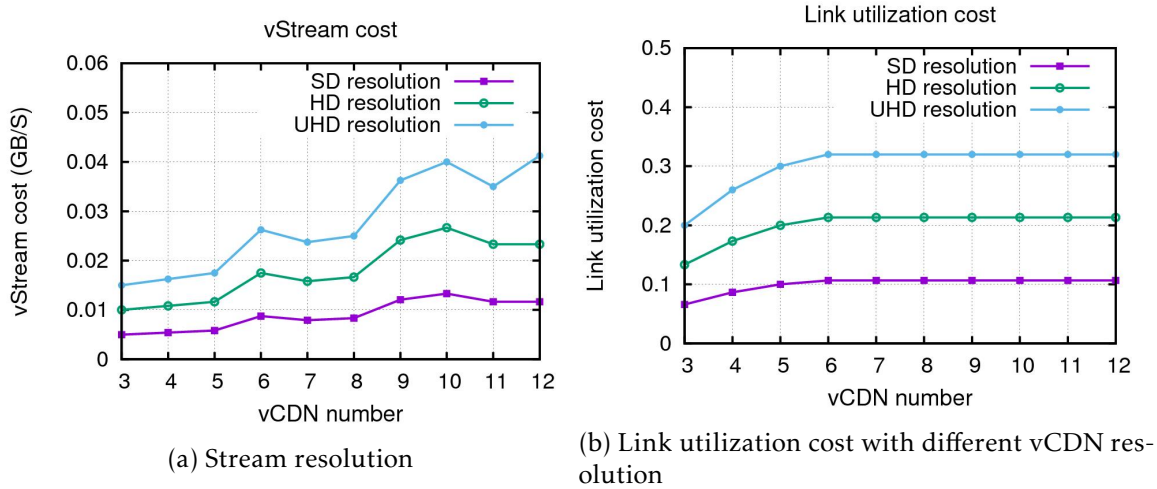 vStream cost
0.06
0.05
0.04
0.03
0.02
0.01
0
vStream cost (GB/S)
SD resolution
HD resolution
UHD resolution
3 4 5 6 7 8 9 10 11 12
vCDN number
(a) Stream resolution
Link utilization cost
0.5
0.4
0.3
0.2
0.1
0
Link utilization cost
SD resolution
HD resolution
UHD resolution
3 4 5 6 7 8 9 10 11 12
vCDN number
(b) Link utilization cost with different vCDN res-
olution